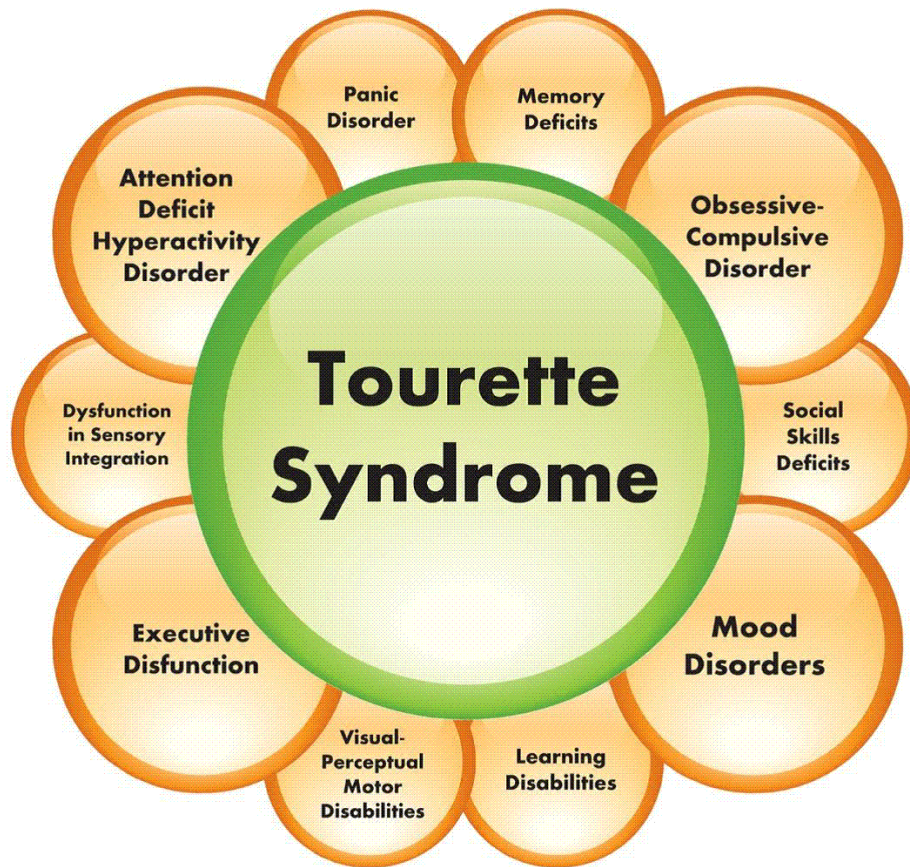 Panic
Disorder
Memory
Deficits
Attention
Deficit
Hyperactivity
Disorder
Obsessive-
Compulsive
Disorder
Tourette
Syndrome
Dysfunction
in Sensory
Integration
Social
Skills
Deficits
Executive
Disfunction
Mood
Disorders
Visual-
Perceptual
Motor
Disabilities
Learning
Disabilities